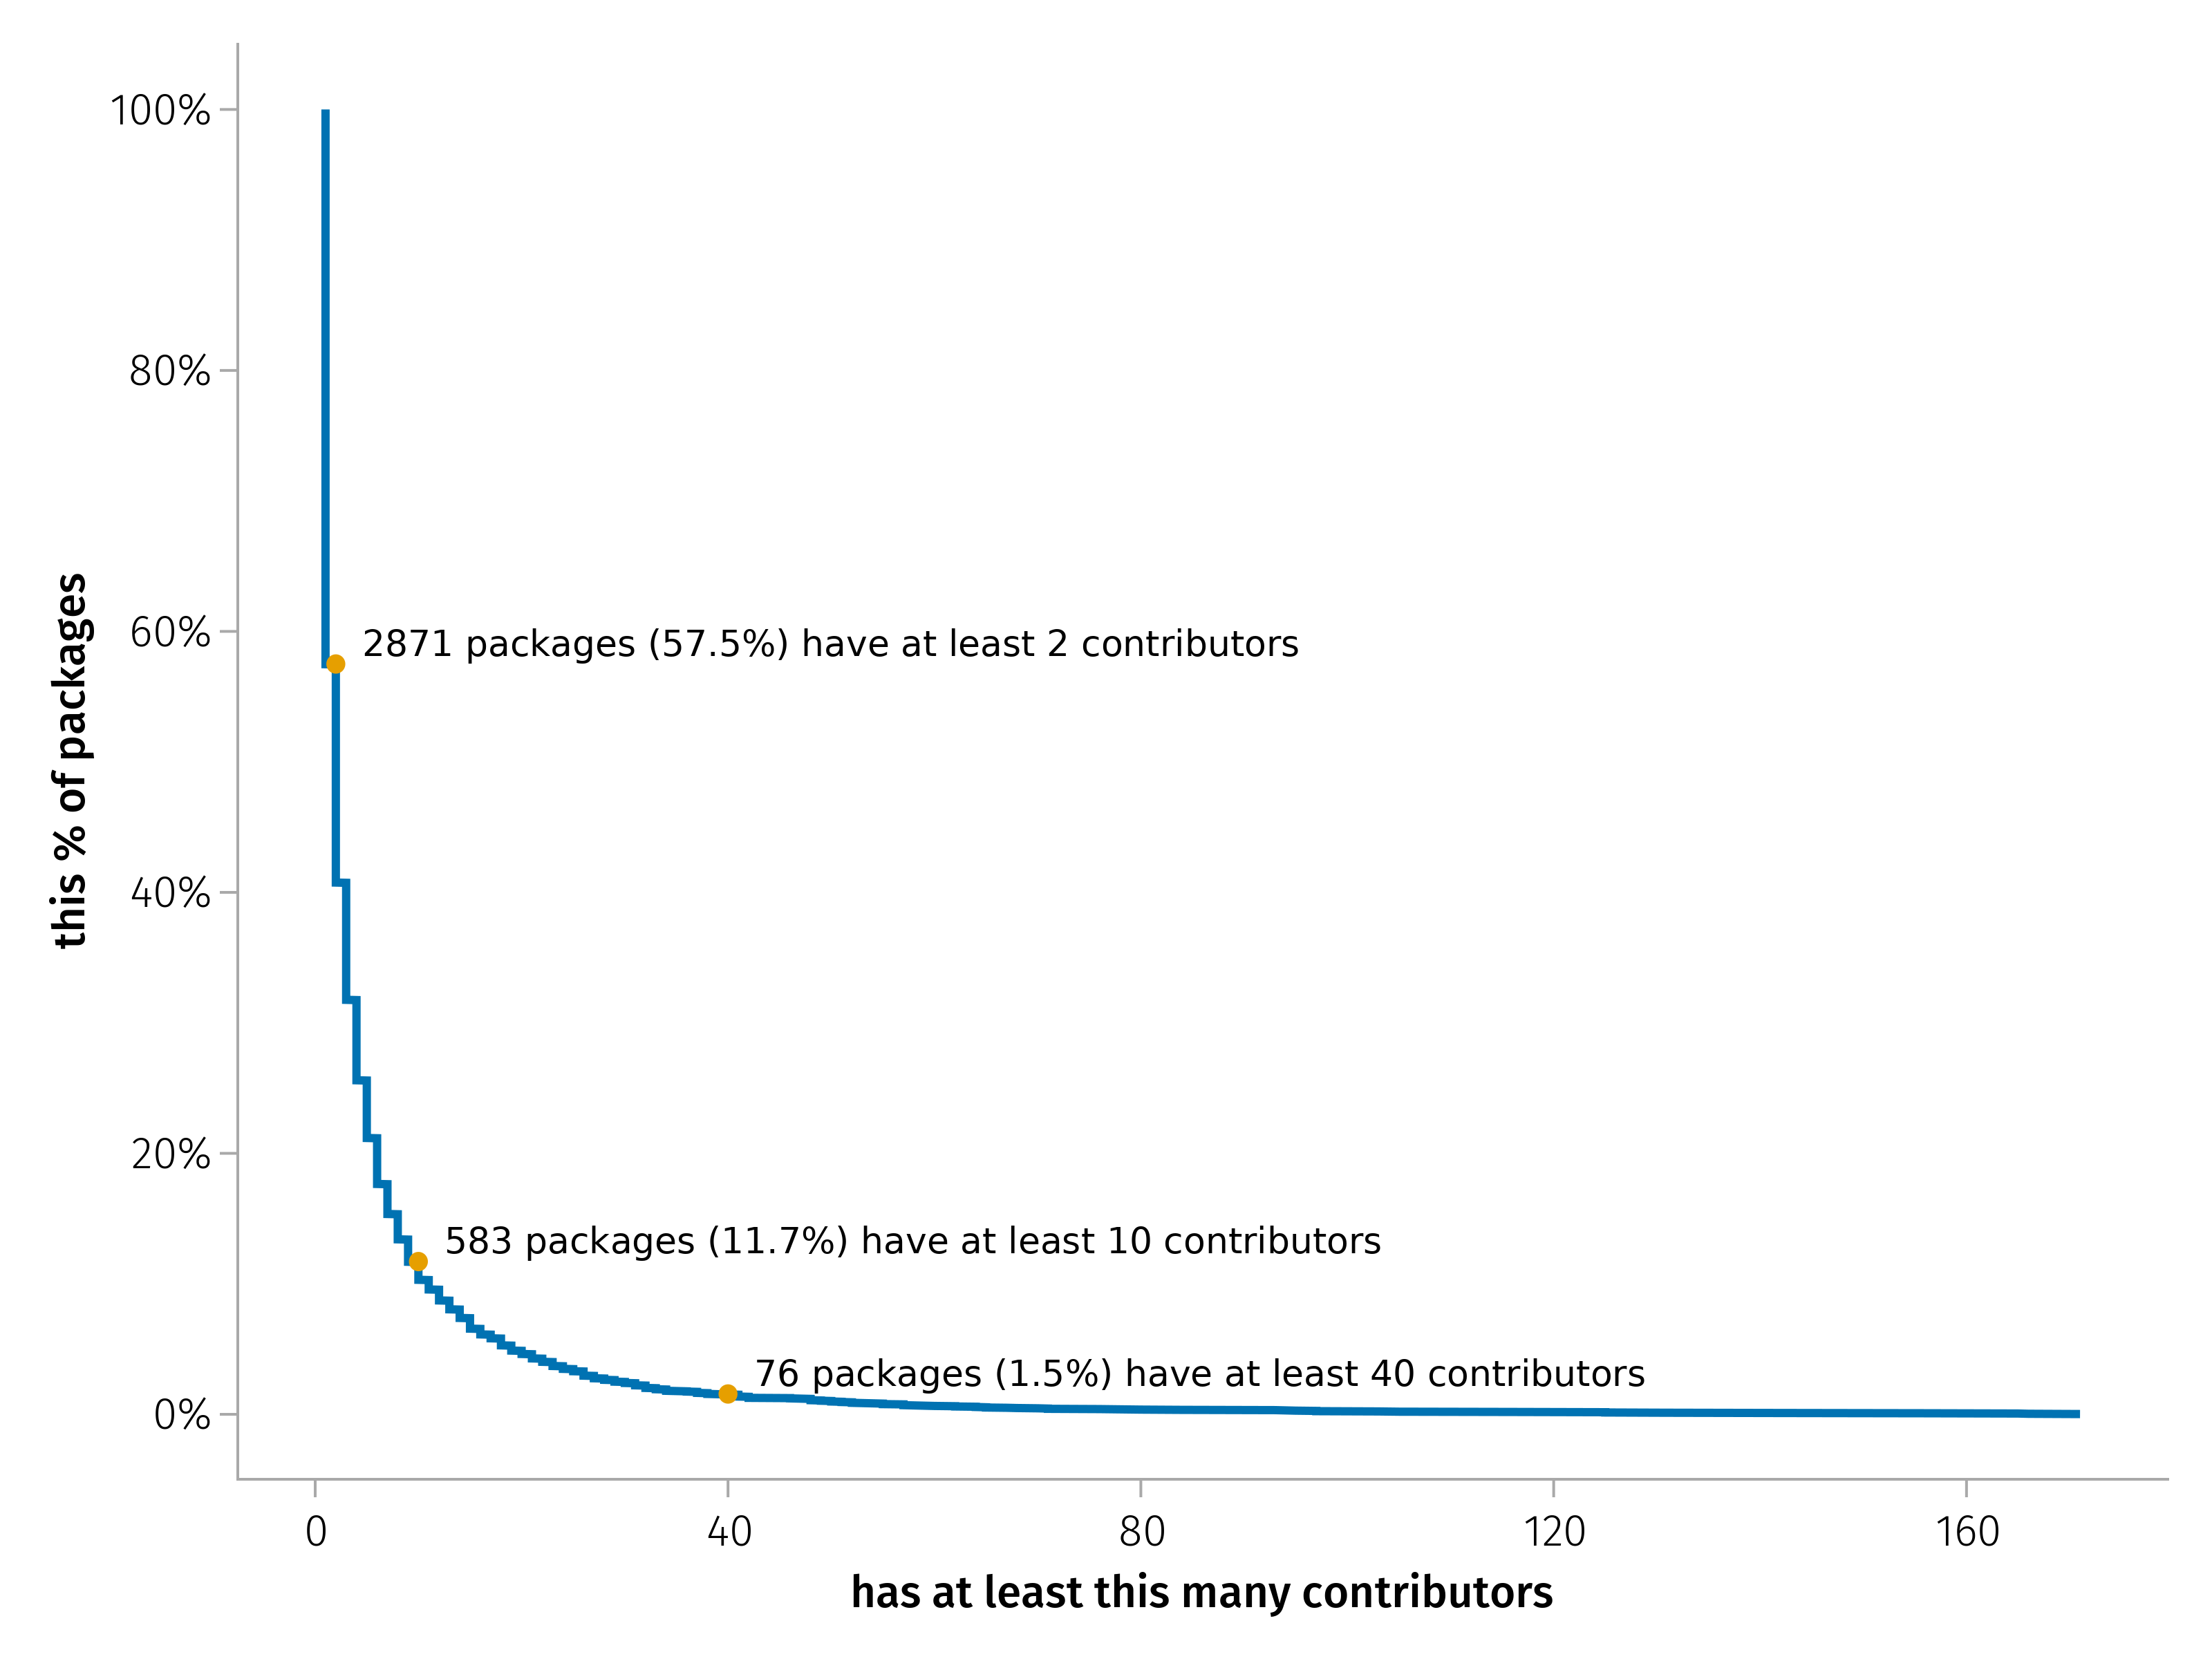 this % of packages
100%
80%
60%
40%
20%
0%
2871 packages (57.5%) have at least 2 contributors
583 packages (11.7%) have at least 10 contributors
76 packages (1.5%) have at least 40 contributors
0
40
80
120
160
has at least this many contributors